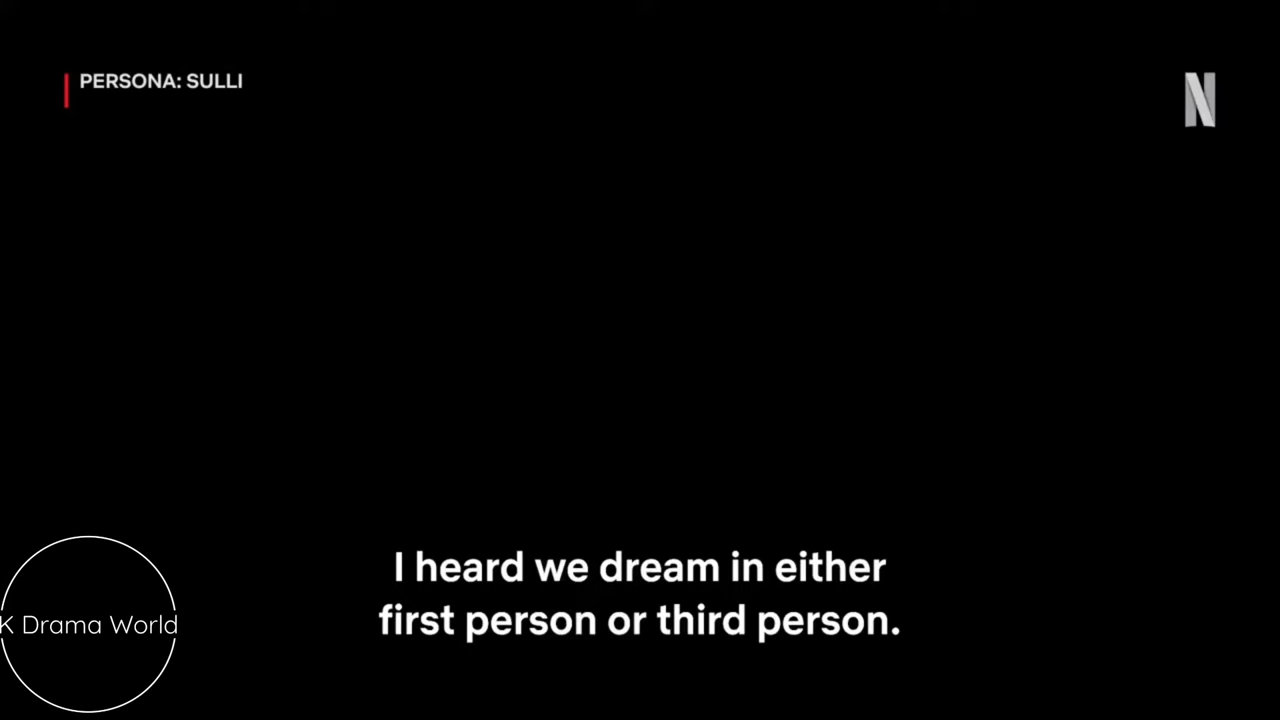 PERSONA: SULLI
N
I heard we dream in either
first person or third person.
K Drama World